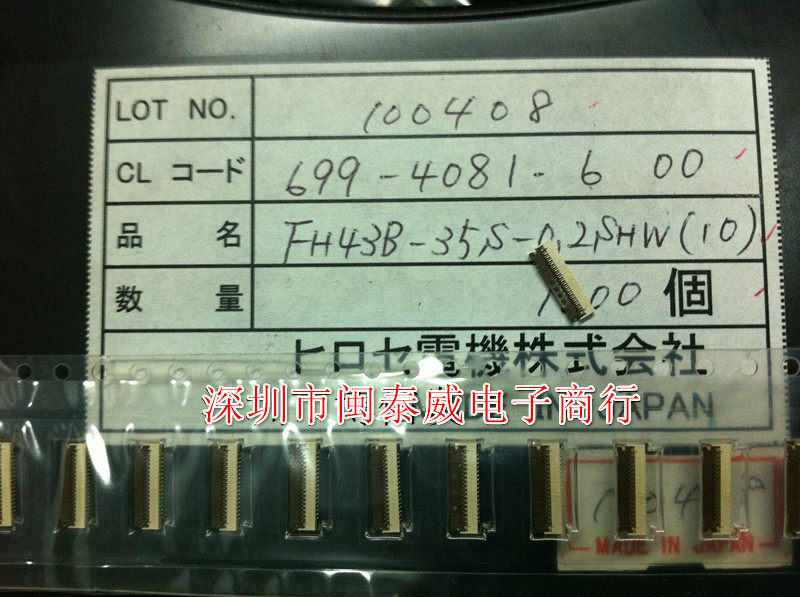 LOT NO. 100408
CL コード 699-4081-6 00
品 名 FH43B-35S-0.2SHW(10)
数 量 00 個
ヒロセ電機株式会社
深圳市闽泰威电子商行
JAPAN
MADE IN JAPAN